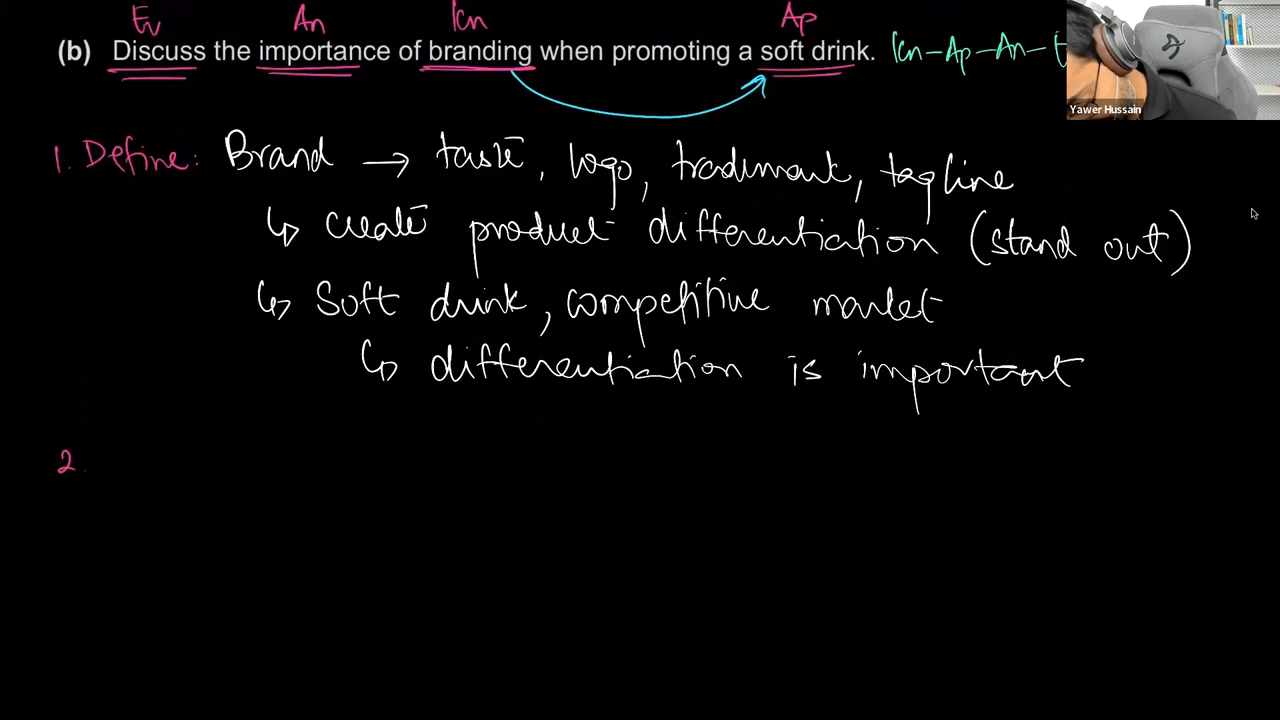 Ev An Kn Ap
(b) Discuss the importance of branding when promoting a soft drink. Kn-Ap-An-E
Yawer Hussain
1. Define: Brand → taste, logo, trademark, tagline
↳ create product differentiation (stand out)
↳ Soft drink, competitive market
↳ differentiation is important
2.